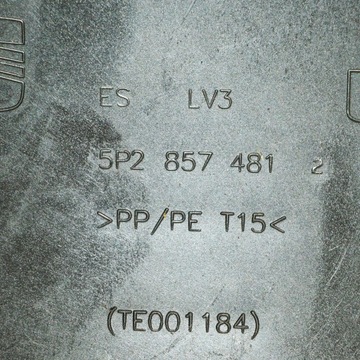 ES LV3
5P2 857 481 2
>PP/PE T15<
(TE001184)